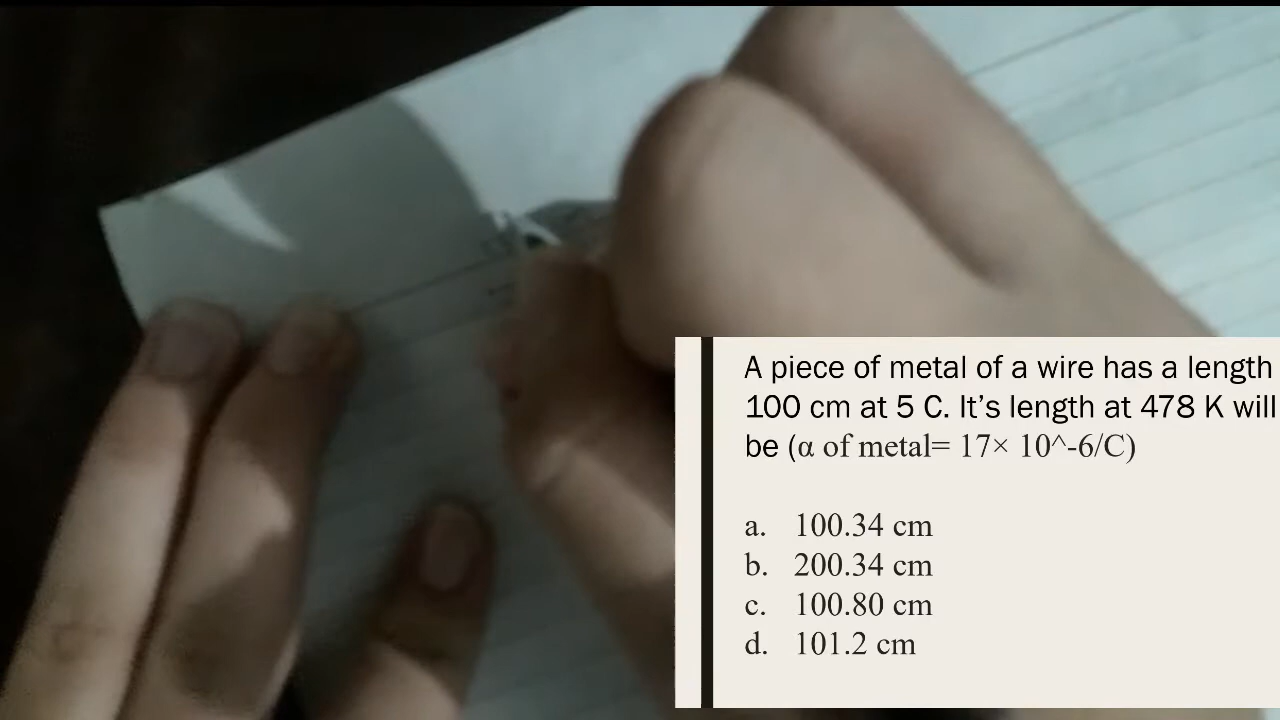 A piece of metal of a wire has a length
100 cm at 5 C. It's length at 478 K will
be (α of metal= 17× 10^-6/C)
a. 100.34 cm
b. 200.34 cm
c. 100.80 cm
d. 101.2 cm